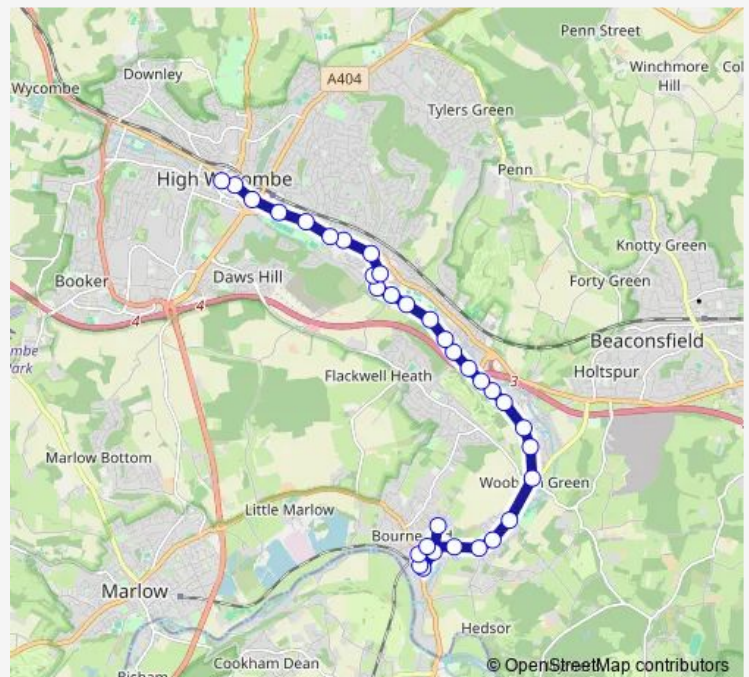 Penn Street
Winchmore
Hill
Col
Downley
Wycombe
A404
Tylers Green
Penn
High W
ombe
Knotty Green
Booker
Daws Hill
Forty Green
4
4
Beaconsfield
Flackwell Heath
3
Holtspur
Marlow Bottom
Woob
n Green
Little Marlow
Bourne
Marlow
Hedsor
Cookham Dean
© OpenStreetMap contributors